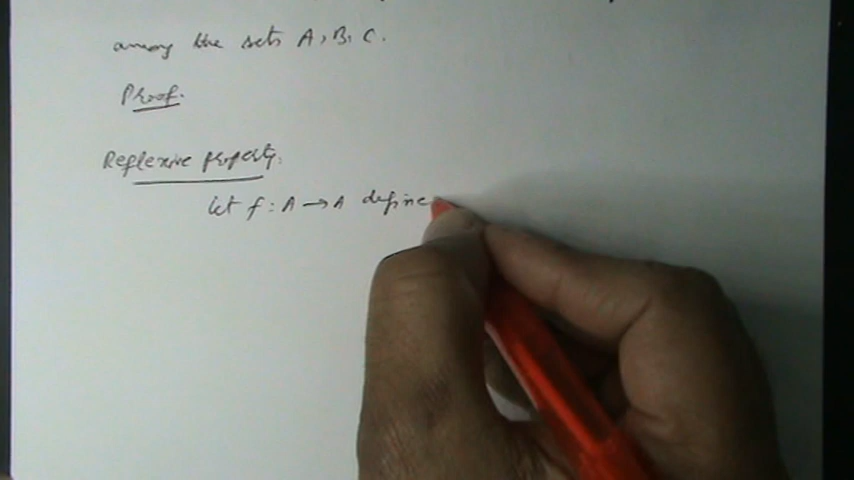 among the sets A, B, C.
Proof.
Reflexive property.
let f : A → A define